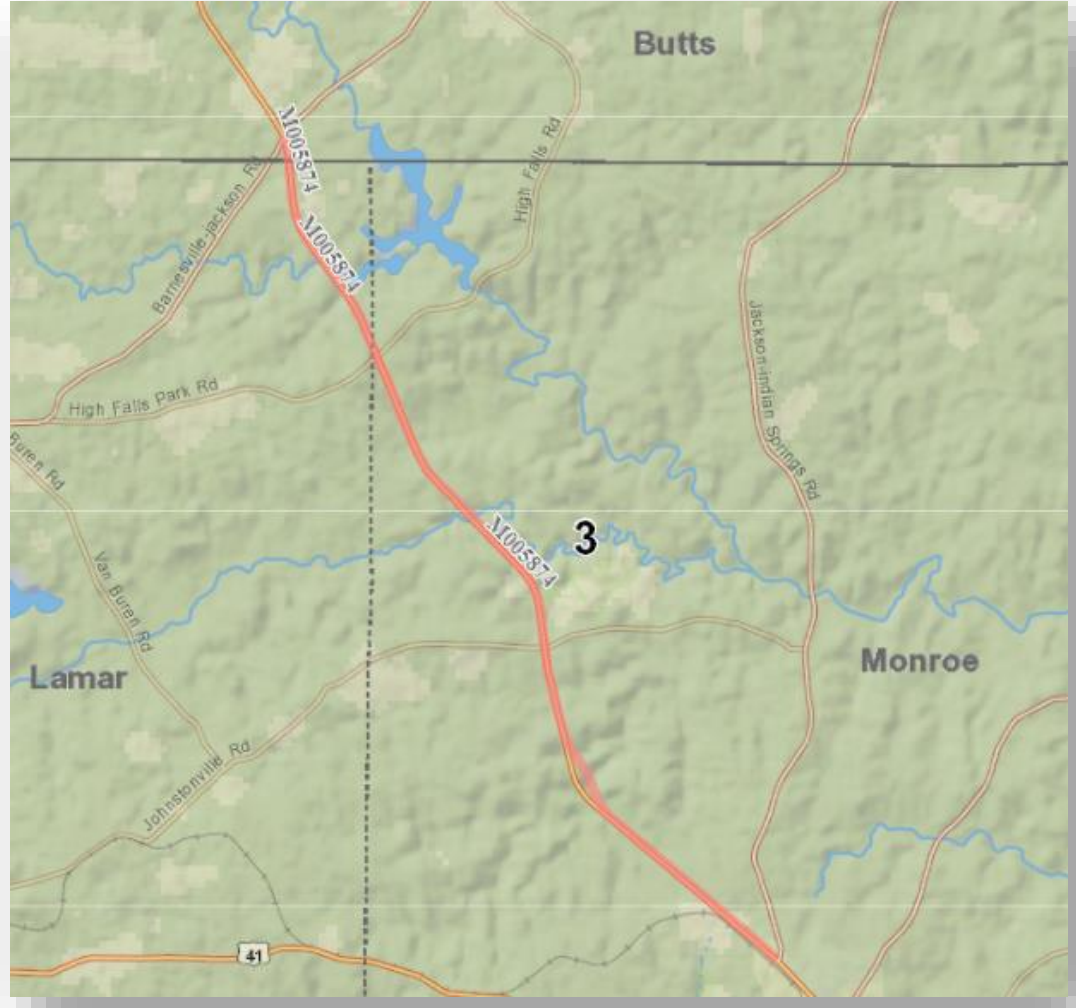 Butts
M005874
High Falls Rd
Barnesville-jackson Rd
M005874
Jackson-indian Springs Rd
High Falls Park Rd
Buren Rd
M005874
3
Van Buren Rd
Monroe
Lamar
Johnstonville Rd
41